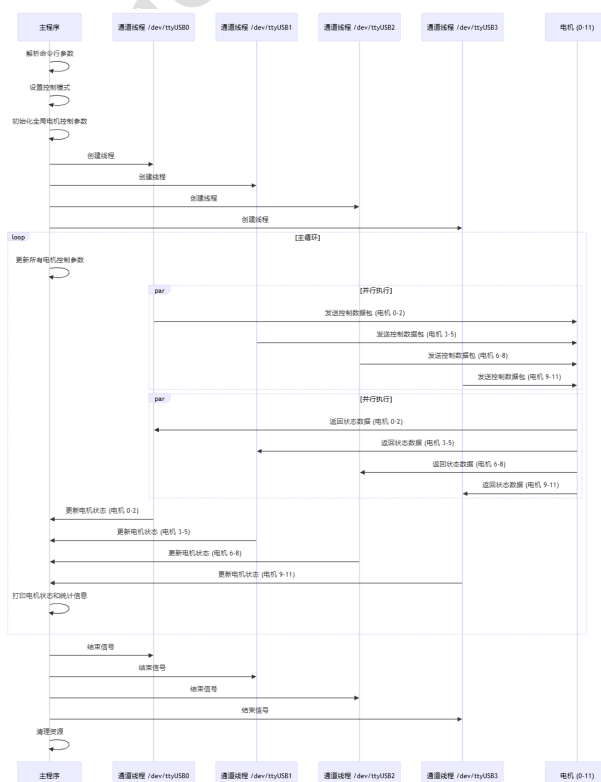 主程序
通道线程 /dev/ttyUSB0
通道线程 /dev/ttyUSB1
通道线程 /dev/ttyUSB2
通道线程 /dev/ttyUSB3
电机 (0-11)
解析命令行参数
设置控制模式
初始化全局电机控制参数
创建线程
创建线程
创建线程
创建线程
loop
[主循环]
更新所有电机控制参数
par
[并行执行]
发送控制数据包 (电机 0-2)
发送控制数据包 (电机 3-5)
发送控制数据包 (电机 6-8)
发送控制数据包 (电机 9-11)
par
[并行执行]
返回状态数据 (电机 0-2)
返回状态数据 (电机 3-5)
返回状态数据 (电机 6-8)
返回状态数据 (电机 9-11)
更新电机状态 (电机 0-2)
更新电机状态 (电机 3-5)
更新电机状态 (电机 6-8)
更新电机状态 (电机 9-11)
打印电机状态和统计信息
结束信号
结束信号
结束信号
结束信号
清理资源
主程序
通道线程 /dev/ttyUSB0
通道线程 /dev/ttyUSB1
通道线程 /dev/ttyUSB2
通道线程 /dev/ttyUSB3
电机 (0-11)